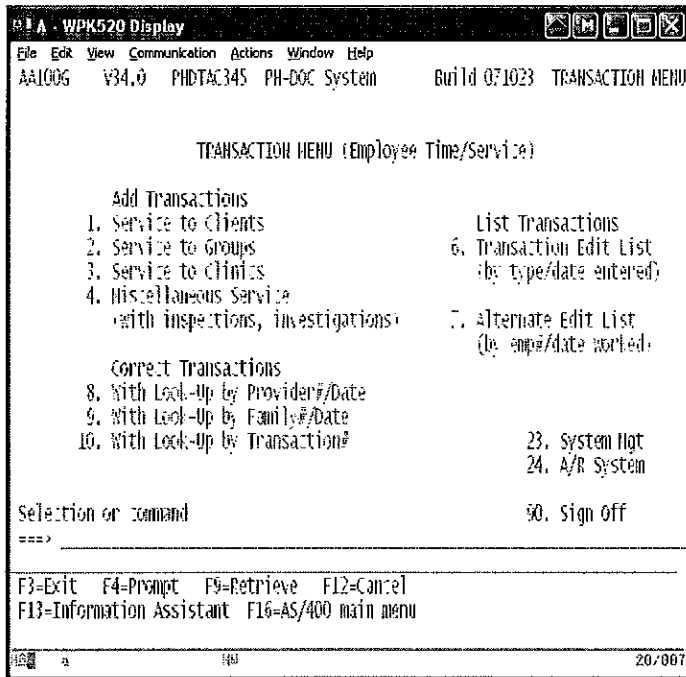 A - WPK520 Display
File Edit View Communication Actions Window Help
AA100G V34.0 PHDTAC345 PH-DOC System Build 071023 TRANSACTION MENU
TRANSACTION MENU (Employee Time/Service)
Add Transactions
1. Service to Clients List Transactions
2. Service to Groups 6. Transaction Edit List
3. Service to Clinics (by type/date entered)
4. Miscellaneous Service
(with inspections, investigations) 7. Alternate Edit List
(by emp#/date worked)
Correct Transactions
8. With Look-Up by Provider#/Date
9. With Look-Up by Family#/Date
10. With Look-Up by Transaction# 23. System Mgt
24. A/R System
Selection or command 90. Sign Off
===>
F3=Exit F4=Prompt F9=Retrieve F12=Cancel
F13=Information Assistant F16=AS/400 main menu
a 20/007